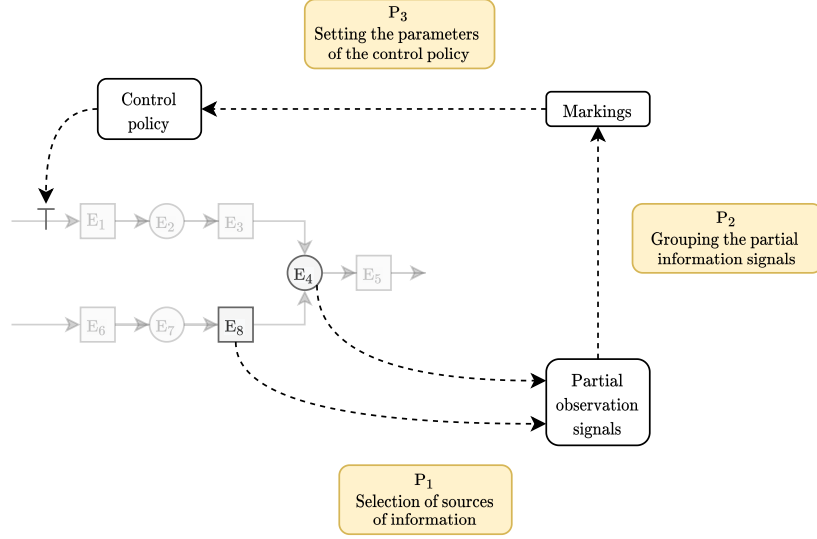 P₃
Setting the parameters
of the control policy
Control
policy
Markings
E₁
E₂
E₃
P₂
Grouping the partial
information signals
E₄
E₅
E₆
E₇
E₈
Partial
observation
signals
P₁
Selection of sources
of information